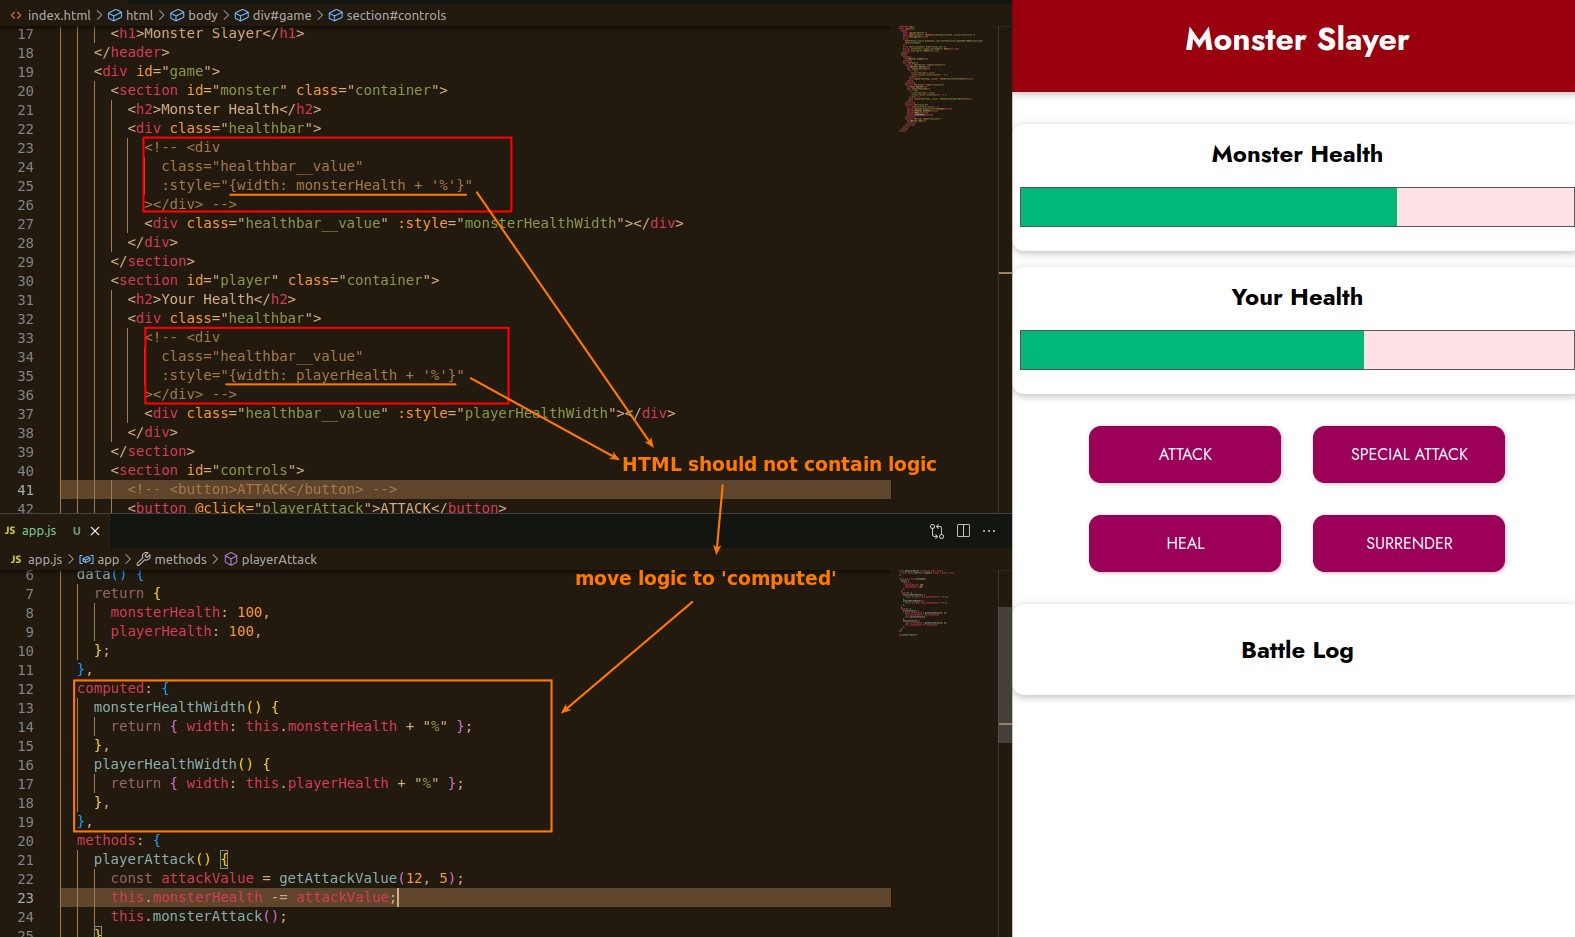 index.html > html > body > div#game > section#controls
17 <h1>Monster Slayer</h1>
18 </header>
19 <div id="game">
20 <section id="monster" class="container">
21 <h2>Monster Health</h2>
22 <div class="healthbar">
23 <!-- <div
24 class="healthbar__value"
25 :style="{width: monsterHealth + '%'}"
26 ></div> -->
27 <div class="healthbar__value" :style="monsterHealthWidth"></div>
28 </div>
29 </section>
30 <section id="player" class="container">
31 <h2>Your Health</h2>
32 <div class="healthbar">
33 <!-- <div
34 class="healthbar__value"
35 :style="{width: playerHealth + '%'}"
36 ></div> -->
37 <div class="healthbar__value" :style="playerHealthWidth"></div>
38 </div>
39 </section>
HTML should not contain logic
40 <section id="controls">
41 <!-- <button>ATTACK</button> -->
42 <button @click="playerAttack">ATTACK</button>
JS app.js U
JS app.js > app > methods > playerAttack
move logic to 'computed'
6 data() {
7 return {
8 monsterHealth: 100,
9 playerHealth: 100,
10 };
11 },
12 computed: {
13 monsterHealthWidth() {
14 return { width: this.monsterHealth + "%" };
15 },
16 playerHealthWidth() {
17 return { width: this.playerHealth + "%" };
18 },
19 },
20 methods: {
21 playerAttack() {
22 const attackValue = getAttackValue(12, 5);
23 this.monsterHealth -= attackValue;
24 this.monsterAttack();
25 }
Monster Slayer
Monster Health
Your Health
ATTACK
SPECIAL ATTACK
HEAL
SURRENDER
Battle Log